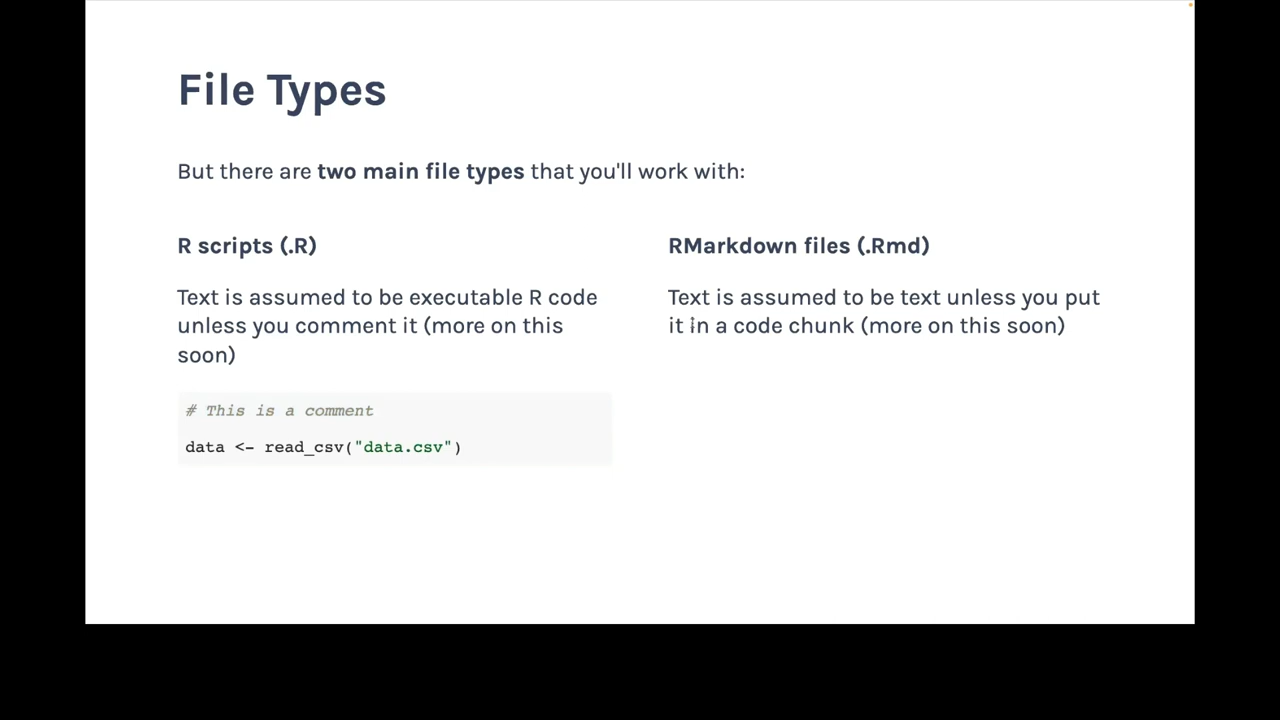 File Types
But there are two main file types that you'll work with:
R scripts (.R)
Text is assumed to be executable R code
unless you comment it (more on this
soon)
# This is a comment
data <- read_csv("data.csv")
RMarkdown files (.Rmd)
Text is assumed to be text unless you put
it in a code chunk (more on this soon)